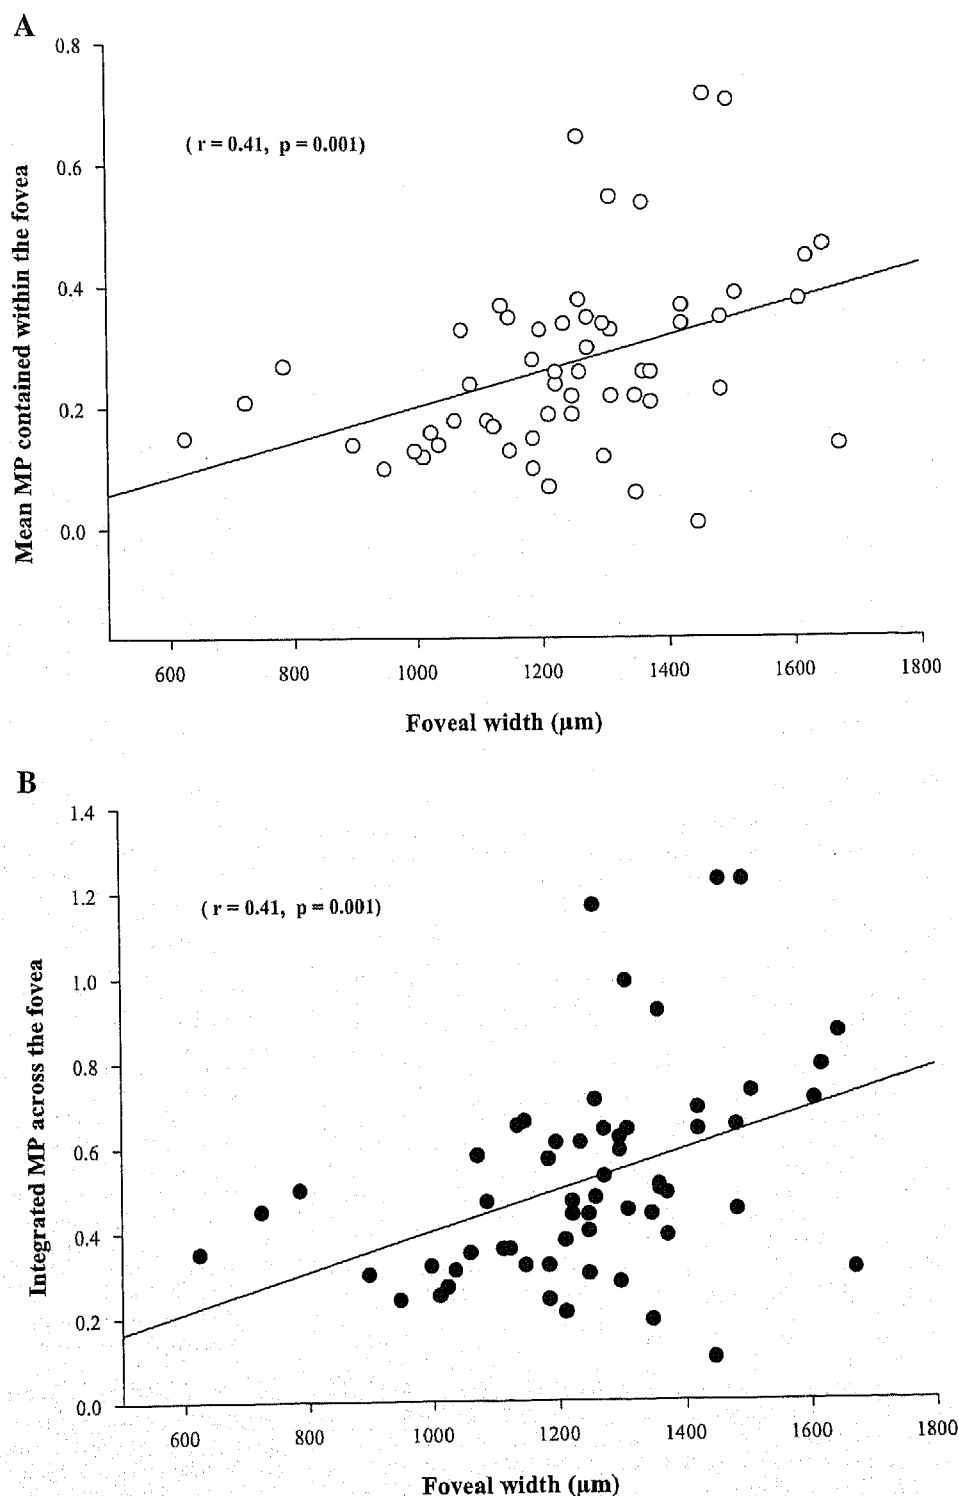 A
0.8
( r = 0.41, p = 0.001)
0.6
0.4
0.2
0.0
Mean MP contained within the fovea
600 800 1000 1200 1400 1600 1800
Foveal width (µm)
B
1.4
1.2
( r = 0.41, p = 0.001)
1.0
0.8
0.6
0.4
0.2
0.0
Integrated MP across the fovea
600 800 1000 1200 1400 1600 1800
Foveal width (µm)